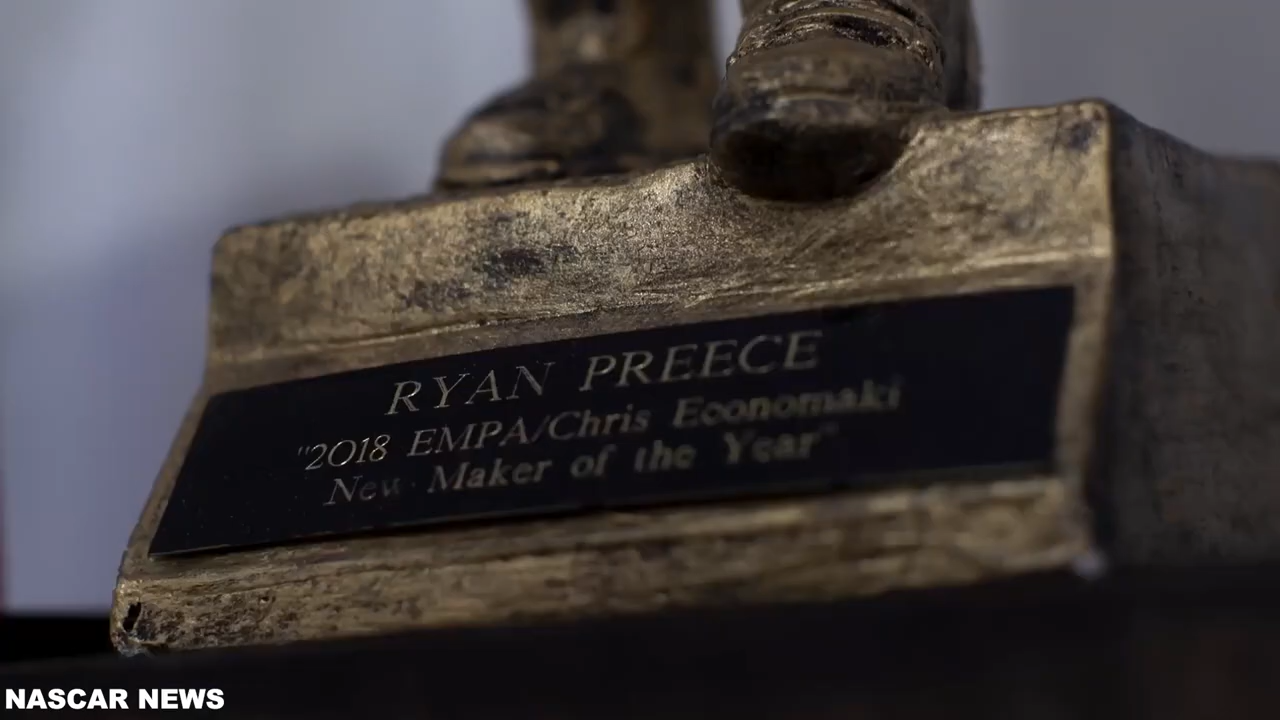 RYAN PREECE
"2018 EMPA/Chris Economaki
New Maker of the Year"
NASCAR NEWS